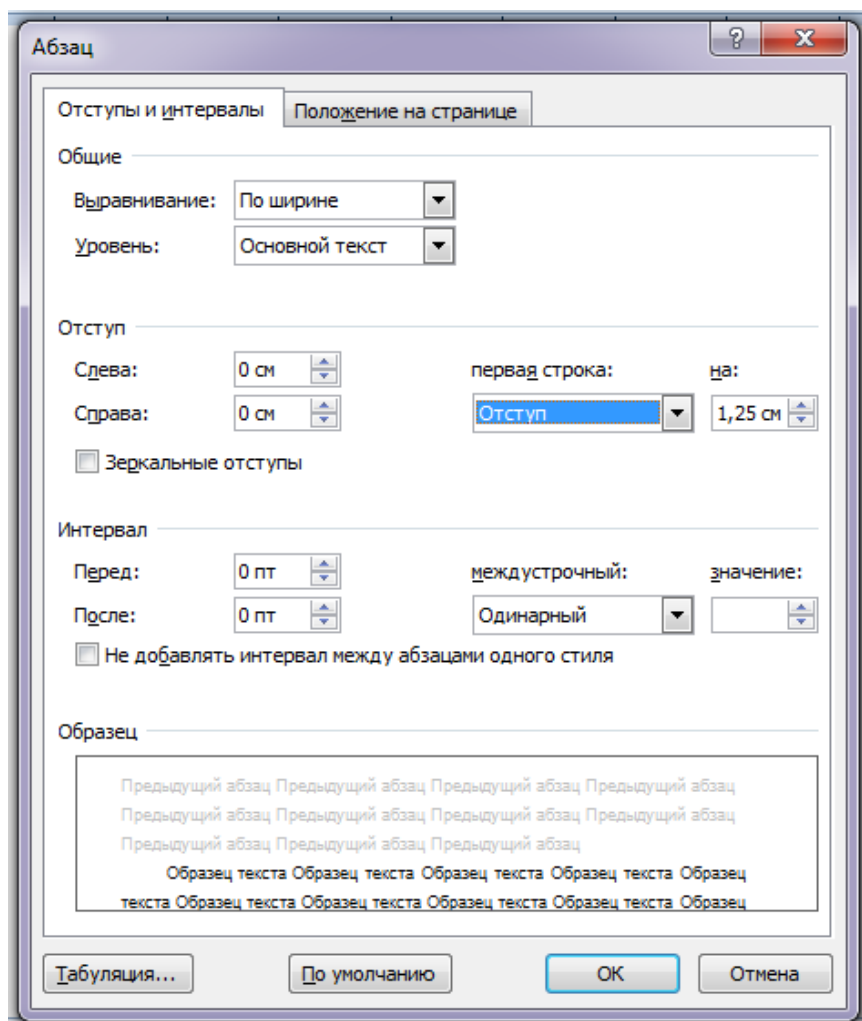 Абзац
Отступы и интервалы Положение на странице
Общие
Выравнивание: По ширине
Уровень: Основной текст
Отступ
Слева: 0 см первая строка: на:
Справа: 0 см Отступ 1,25 см
Зеркальные отступы
Интервал
Перед: 0 пт междустрочный: значение:
После: 0 пт Одинарный
Не добавлять интервал между абзацами одного стиля
Образец
Предыдущий абзац Предыдущий абзац Предыдущий абзац Предыдущий абзац
Предыдущий абзац Предыдущий абзац Предыдущий абзац Предыдущий абзац
Предыдущий абзац Предыдущий абзац Предыдущий абзац
Образец текста Образец текста Образец текста Образец текста Образец
текста Образец текста Образец текста Образец текста Образец текста Образец
Табуляция... По умолчанию ОК Отмена